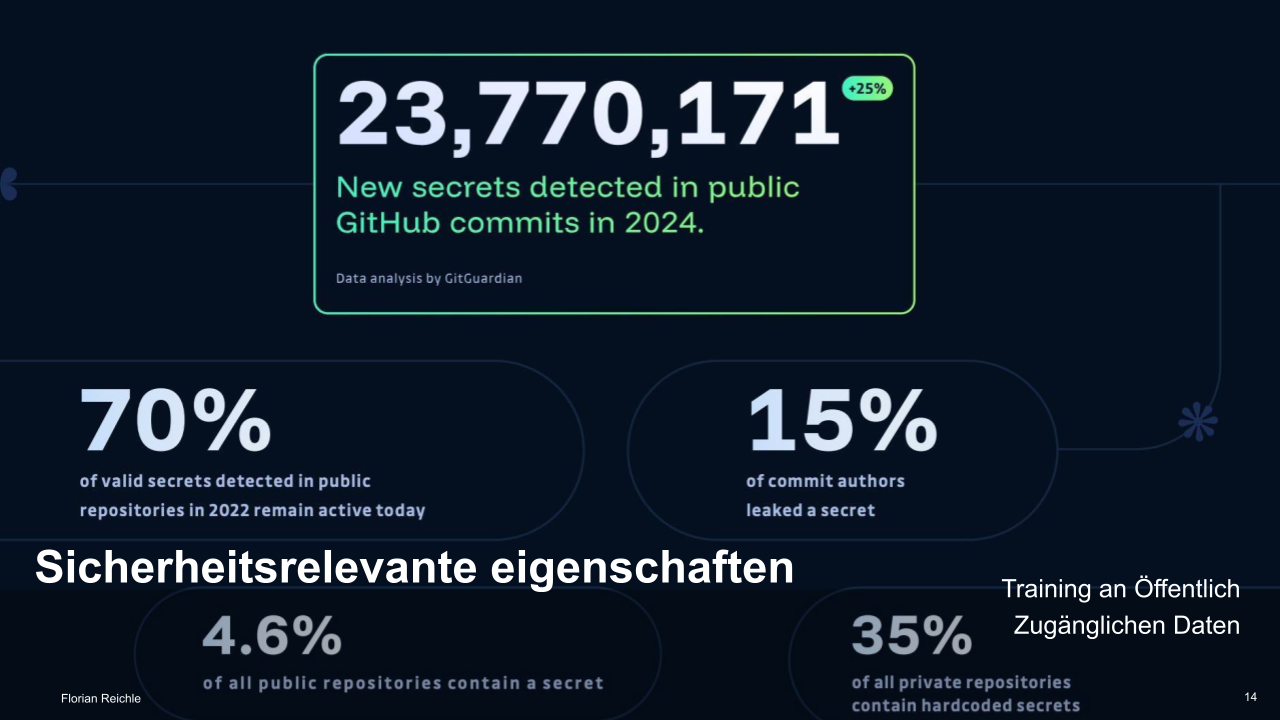 23,770,171
+25%
New secrets detected in public
GitHub commits in 2024.
Data analysis by GitGuardian
70%
of valid secrets detected in public
repositories in 2022 remain active today
15%
of commit authors
leaked a secret
Sicherheitsrelevante eigenschaften
Training an Öffentlich
Zugänglichen Daten
4.6%
of all public repositories contain a secret
35%
of all private repositories
contain hardcoded secrets
Florian Reichle
14